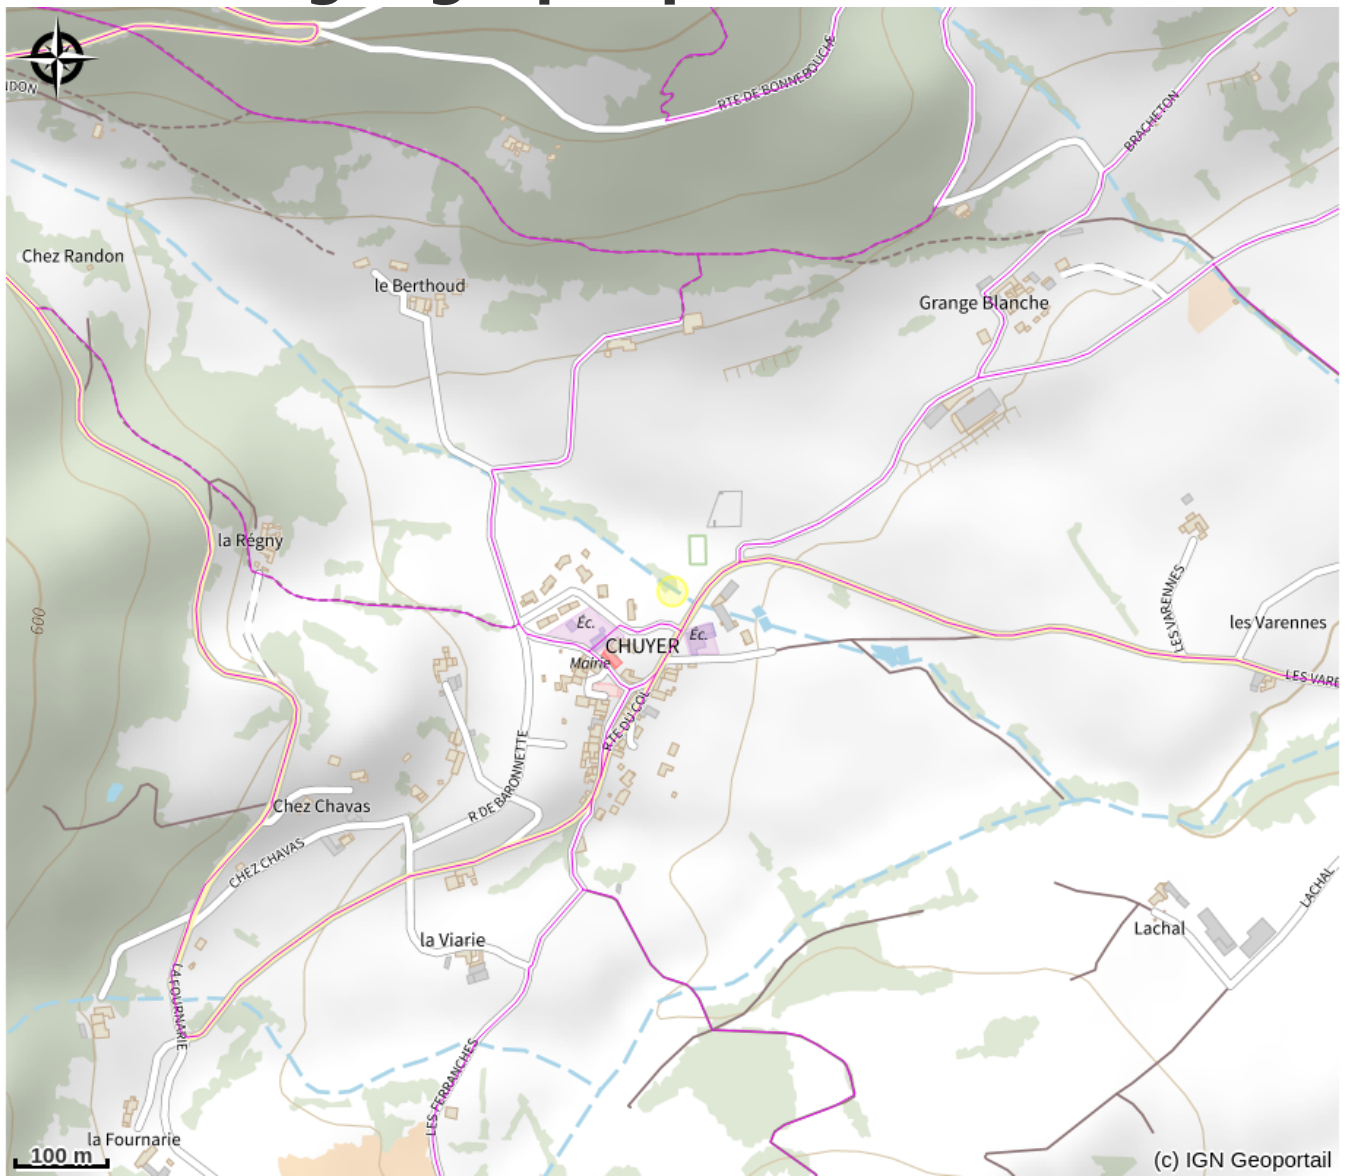 RTE DE BONNEBOUCHE
BRACHETON
Chez Randon
le Berthoud
Grange Blanche
la Régny
LES VARENNES
les Varennes
Éc.
Éc.
CHUYER
Mairie
LES VARE
RTE DU COL
R DE BARONNETTE
Chez Chavas
CHEZ CHAVAS
LACHAL
Lachal
la Viarie
LA FOURNARIE
LES FERRANCHES
600
la Fournarie
100 m
(c) IGN Geoportail